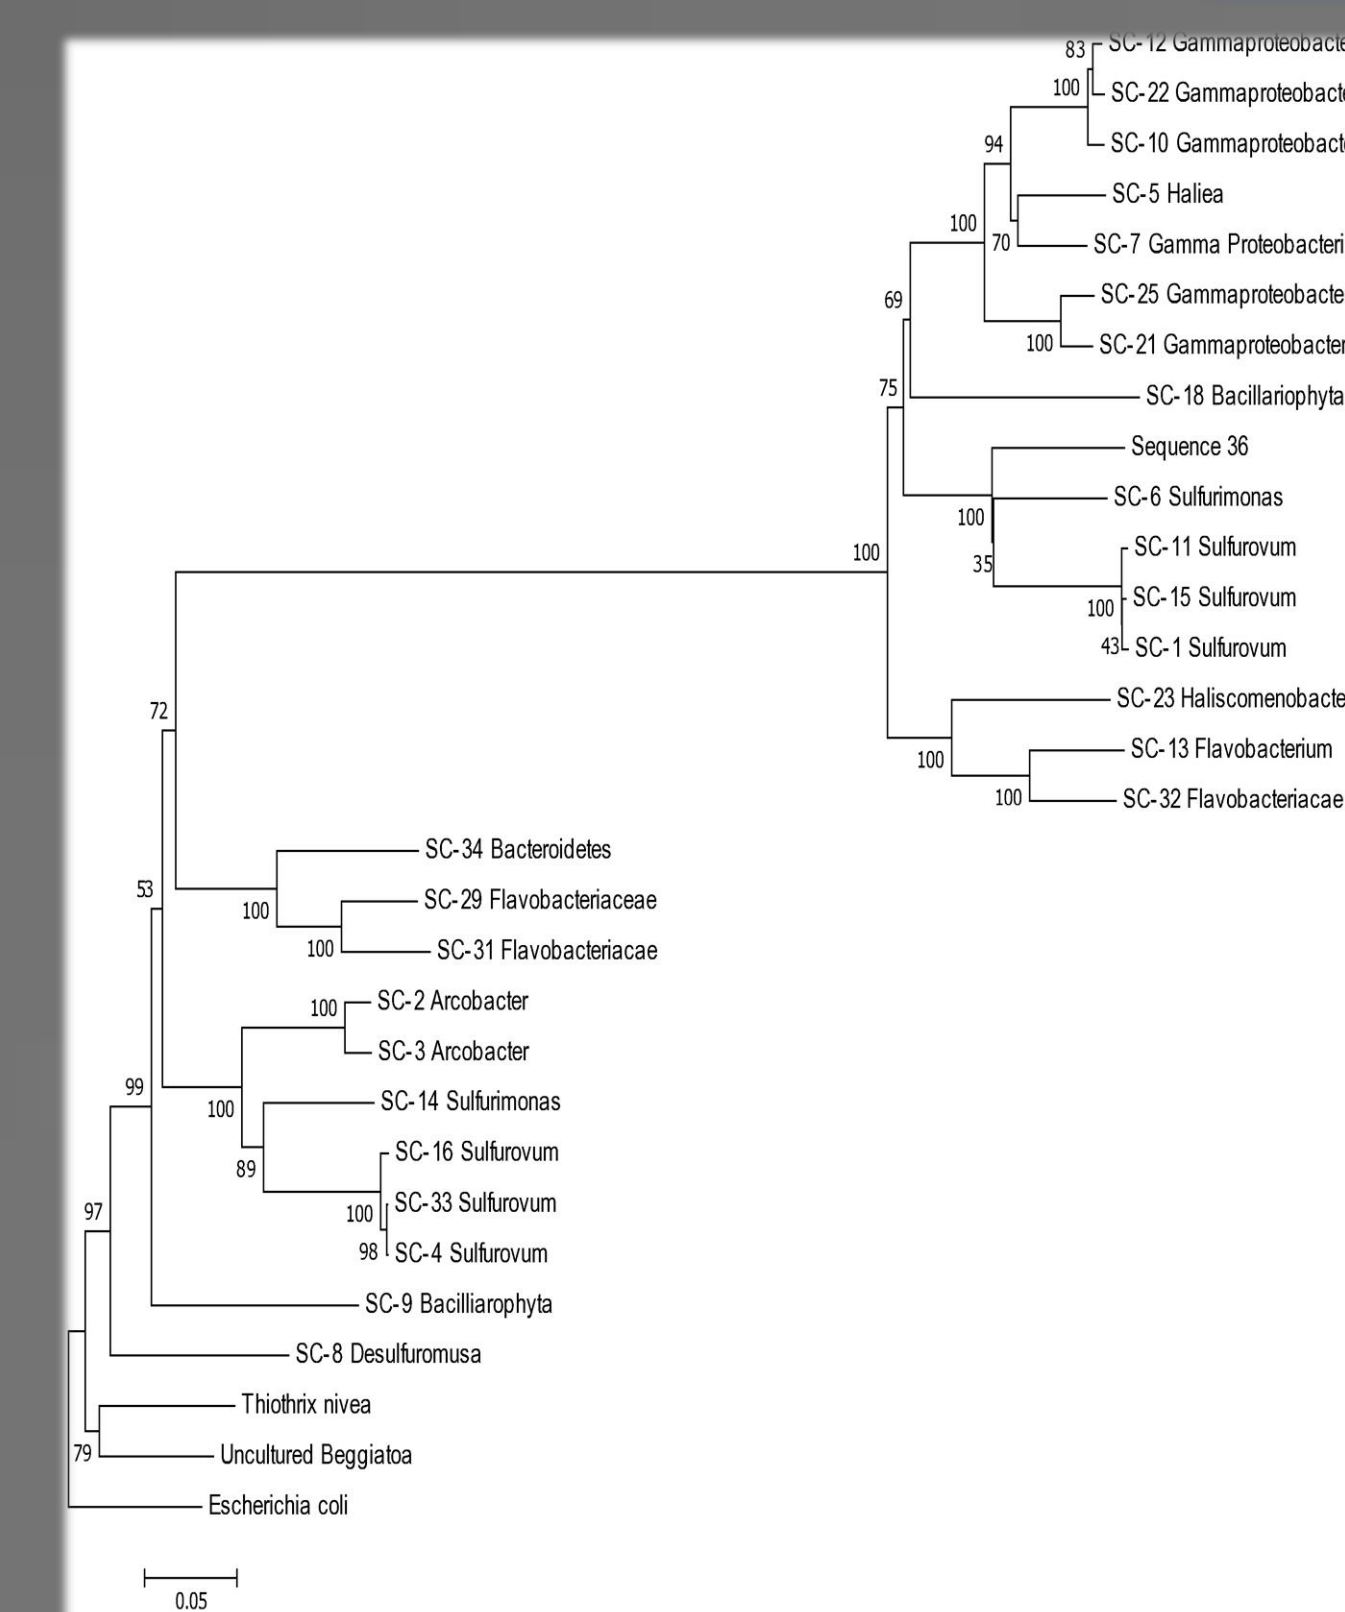 83
SC-12 Gammaproteobacte
100
SC-22 Gammaproteobact
SC-10 Gammaproteobact
94
SC-5 Haliea
100
70
SC-7 Gamma Proteobacteri
SC-25 Gammaproteobacte
69
100
SC-21 Gammaproteobacter
75
SC-18 Bacillariophyta
Sequence 36
SC-6 Sulfurimonas
100
SC-11 Sulfurovum
100
35
SC-15 Sulfurovum
100
43
SC-1 Sulfurovum
SC-23 Haliscomenobacte
72
SC-13 Flavobacterium
100
SC-32 Flavobacteriacae
100
SC-34 Bacteroidetes
53
SC-29 Flavobacteriaceae
100
SC-31 Flavobacteriacae
100
SC-2 Arcobacter
100
SC-3 Arcobacter
99
SC-14 Sulfurimonas
100
SC-16 Sulfurovum
89
SC-33 Sulfurovum
97
100
SC-4 Sulfurovum
98
SC-9 Bacilliarophyta
SC-8 Desulfuromusa
Thiothrix nivea
79
Uncultured Beggiatoa
Escherichia coli
0.05